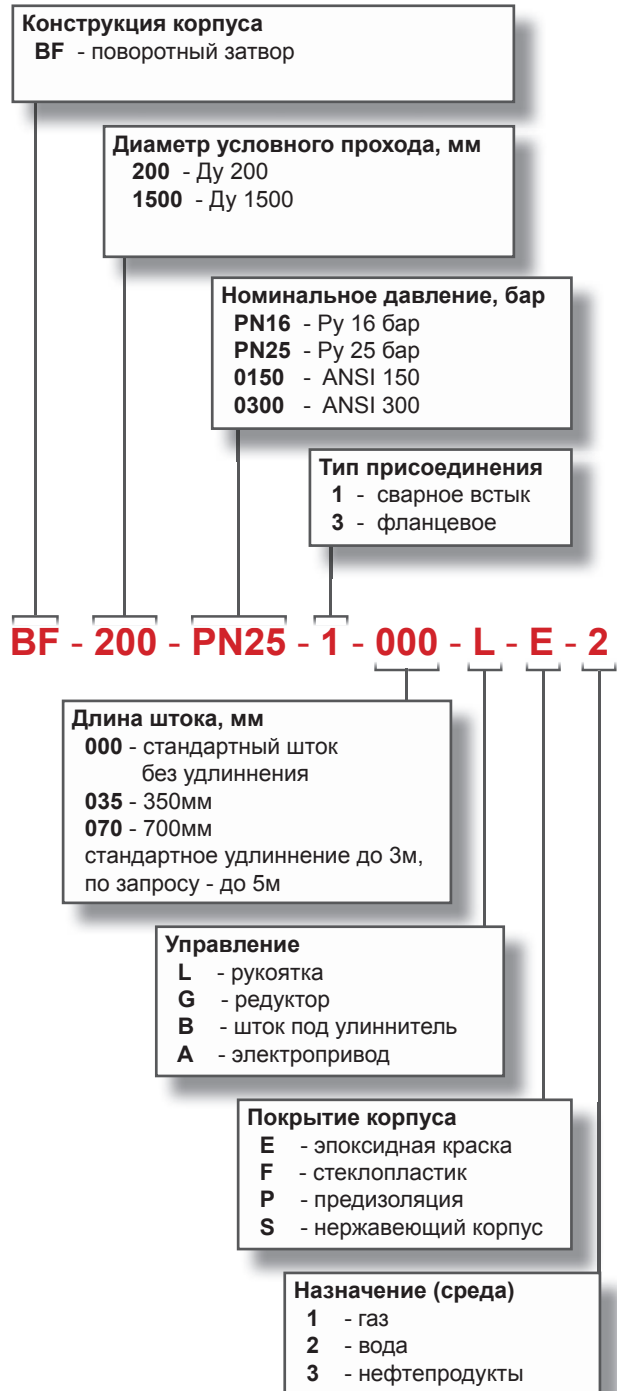 Конструкция корпуса
BF - поворотный затвор
Диаметр условного прохода, мм
200 - Ду 200
1500 - Ду 1500
Номинальное давление, бар
PN16 - Ру 16 бар
PN25 - Ру 25 бар
0150 - ANSI 150
0300 - ANSI 300
Тип присоединения
1 - сварное встык
3 - фланцевое
BF - 200 - PN25 - 1 - 000 - L - E - 2
Длина штока, мм
000 - стандартный шток
без удлиннения
035 - 350мм
070 - 700мм
стандартное удлиннение до 3м,
по запросу - до 5м
Управление
L - рукоятка
G - редуктор
B - шток под улиннитель
A - электропривод
Покрытие корпуса
E - эпоксидная краска
F - стеклопластик
P - предизоляция
S - нержавеющий корпус
Назначение (среда)
1 - газ
2 - вода
3 - нефтепродукты